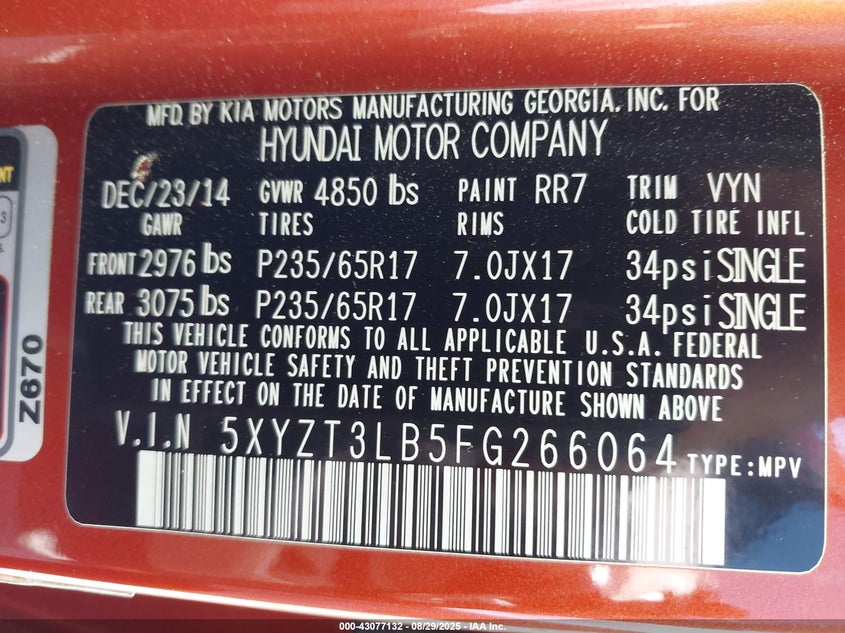 MFD. BY KIA MOTORS MANUFACTURING GEORGIA. INC. FOR
HYUNDAI MOTOR COMPANY
DEC/23/14 GVWR 4850 lbs PAINT RR7 TRIM VYN
GAWR TIRES RIMS COLD TIRE INFL
FRONT 2976 lbs P235/65R17 7.0JX17 34psi SINGLE
REAR 3075 lbs P235/65R17 7.0JX17 34psi SINGLE
THIS VEHICLE CONFORMS TO ALL APPLICABLE U.S.A. FEDERAL
MOTOR VEHICLE SAFETY AND THEFT PREVENTION STANDARDS
IN EFFECT ON THE DATE OF MANUFACTURE SHOWN ABOVE
V.I.N 5XYZT3LB5FG266064 TYPE:MPV
Z670
000-43077132 - 08/29/2025 - IAA Inc.